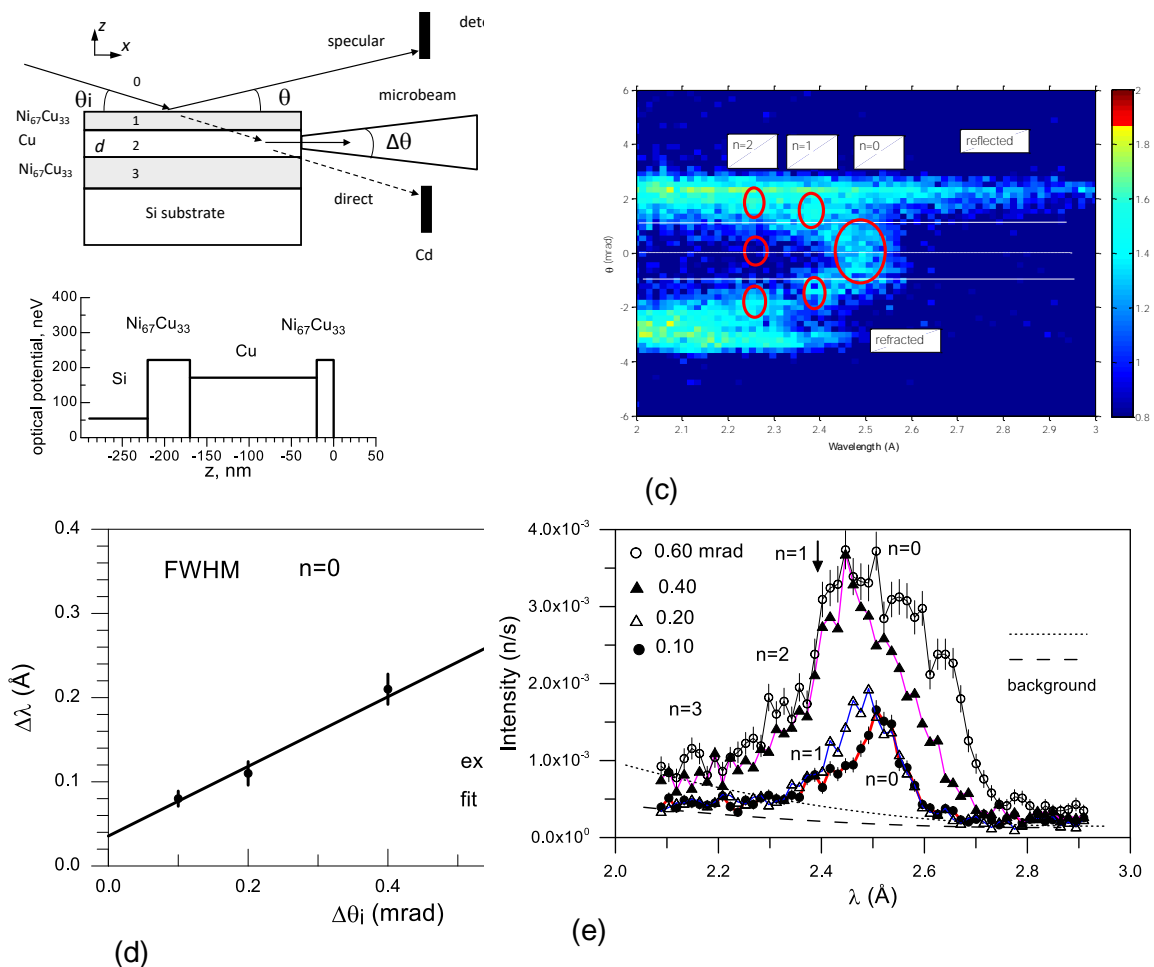 z
x
specular
dete
0
microbeam
θi
θ
Ni67Cu33
1
Cu
d
2
Δθ
Ni67Cu33
3
direct
Si substrate
Cd
400
300
200
100
0
optical potential, neV
Ni67Cu33
Ni67Cu33
Cu
Si
-250
-200
-150
-100
-50
0
50
z, nm
6
4
2
0
-2
-4
-6
θ (mrad)
n=2
n=1
n=0
reflected
refracted
2
2.1
2.2
2.3
2.4
2.5
2.6
2.7
2.8
2.9
3
Wavelength (A)
2
1.8
1.6
1.4
1.2
1
0.8
(c)
0.4
0.3
0.2
0.1
0.0
Δλ (Å)
FWHM n=0
ex
fit
0.0
0.2
0.4
Δθi (mrad)
(d)
4.0x10-3
3.0x10-3
2.0x10-3
1.0x10-3
0.0x100
Intensity (n/s)
0.60 mrad
0.40
0.20
0.10
n=1
n=0
n=2
n=3
n=1
n=0
background
2.0
2.2
2.4
2.6
2.8
3.0
λ (Å)
(e)